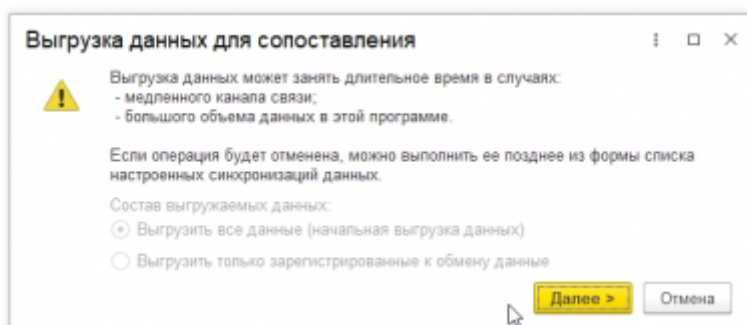 Выгрузка данных для сопоставления
Выгрузка данных может занять длительное время в случаях:
- медленного канала связи;
- большого объема данных в этой программе.
Если операция будет отменена, можно выполнить ее позднее из формы списка
настроенных синхронизаций данных.
Состав выгружаемых данных:
Выгрузить все данные (начальная выгрузка данных)
Выгрузить только зарегистрированные к обмену данные
Далее > Отмена